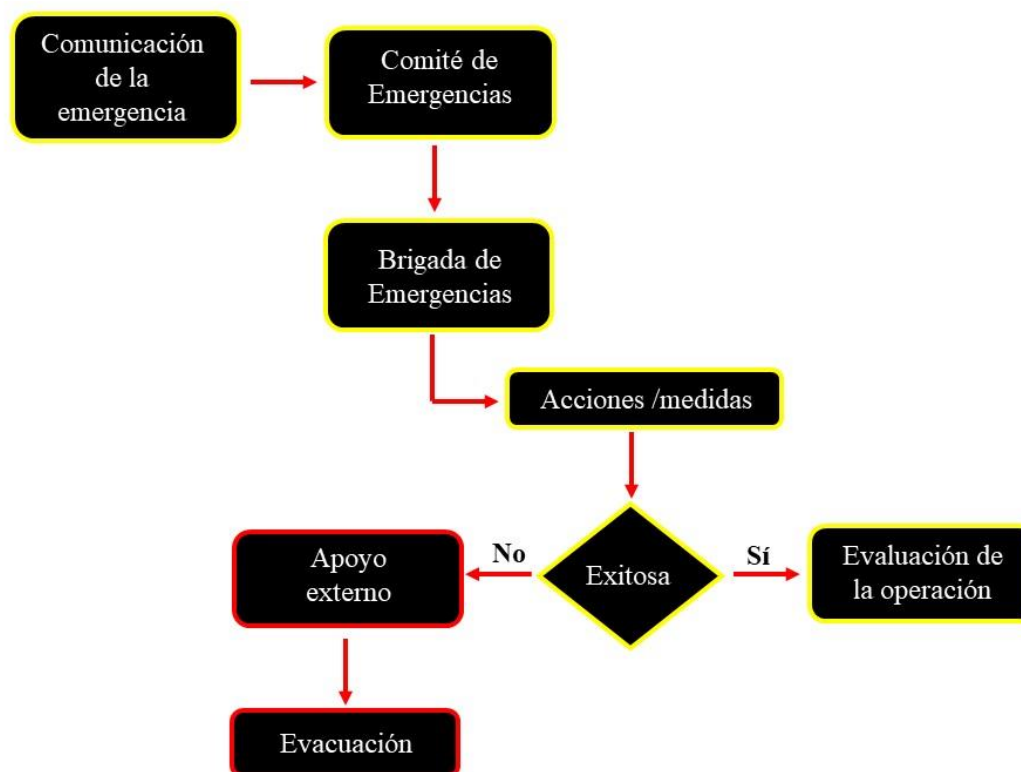 Comunicación
de la
emergencia
Comité de
Emergencias
Brigada de
Emergencias
Acciones /medidas
Exitosa
No
Sí
Apoyo
externo
Evaluación de
la operación
Evacuación